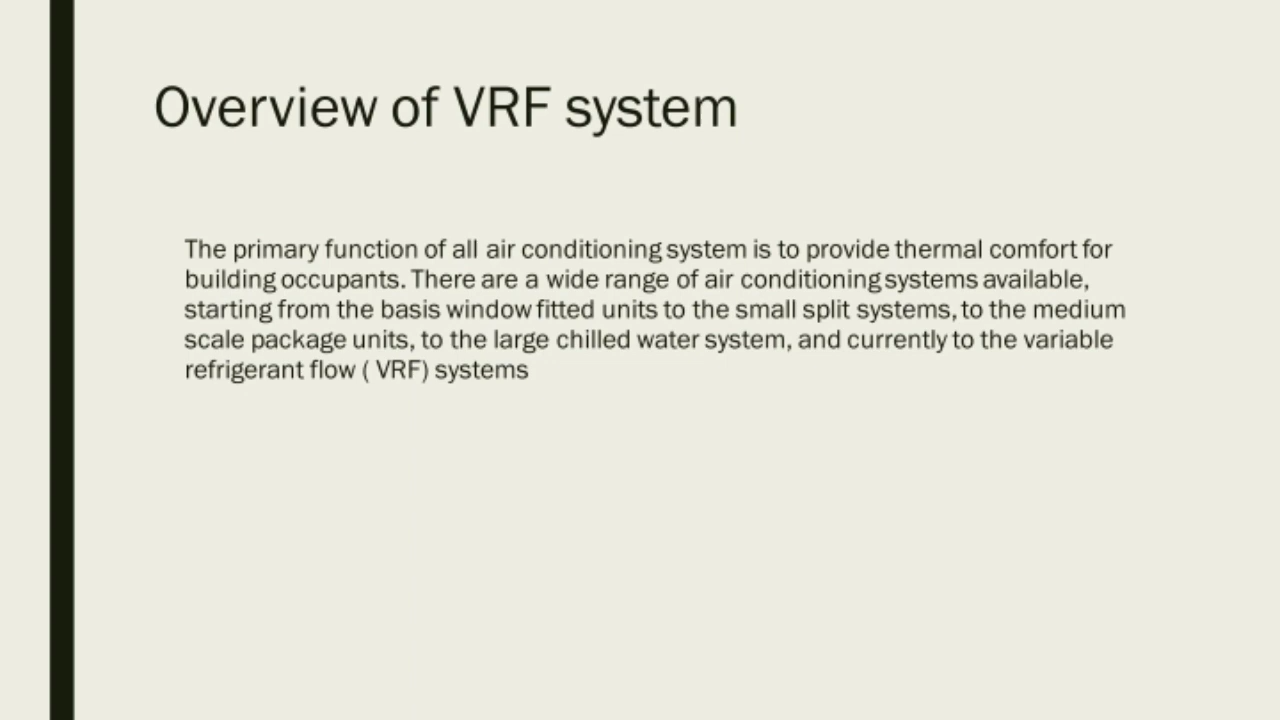 Overview of VRF system
The primary function of all air conditioning system is to provide thermal comfort for
building occupants. There are a wide range of air conditioning systems available,
starting from the basis window fitted units to the small split systems, to the medium
scale package units, to the large chilled water system, and currently to the variable
refrigerant flow ( VRF) systems